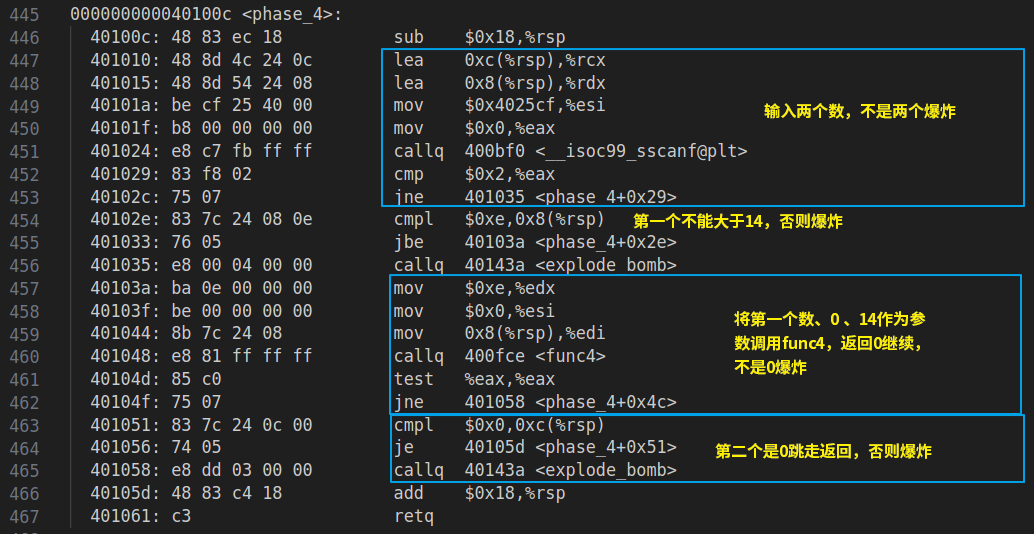 445 000000000040100c <phase_4>:
446 40100c: 48 83 ec 18 sub $0x18,%rsp
447 401010: 48 8d 4c 24 0c lea 0xc(%rsp),%rcx
448 401015: 48 8d 54 24 08 lea 0x8(%rsp),%rdx
449 40101a: be cf 25 40 00 mov $0x4025cf,%esi
输入两个数，不是两个爆炸
450 40101f: b8 00 00 00 00 mov $0x0,%eax
451 401024: e8 c7 fb ff ff callq 400bf0 <__isoc99_sscanf@plt>
452 401029: 83 f8 02 cmp $0x2,%eax
453 40102c: 75 07 jne 401035 <phase_4+0x29>
454 40102e: 83 7c 24 08 0e cmpl $0xe,0x8(%rsp) 第一个不能大于14，否则爆炸
455 401033: 76 05 jbe 40103a <phase_4+0x2e>
456 401035: e8 00 04 00 00 callq 40143a <explode_bomb>
457 40103a: ba 0e 00 00 00 mov $0xe,%edx
458 40103f: be 00 00 00 00 mov $0x0,%esi
将第一个数、0 、14作为参
459 401044: 8b 7c 24 08 mov 0x8(%rsp),%edi
数调用func4，返回0继续，
460 401048: e8 81 ff ff ff callq 400fce <func4>
不是0爆炸
461 40104d: 85 c0 test %eax,%eax
462 40104f: 75 07 jne 401058 <phase_4+0x4c>
463 401051: 83 7c 24 0c 00 cmpl $0x0,0xc(%rsp)
464 401056: 74 05 je 40105d <phase_4+0x51> 第二个是0跳走返回，否则爆炸
465 401058: e8 dd 03 00 00 callq 40143a <explode_bomb>
466 40105d: 48 83 c4 18 add $0x18,%rsp
467 401061: c3 retq